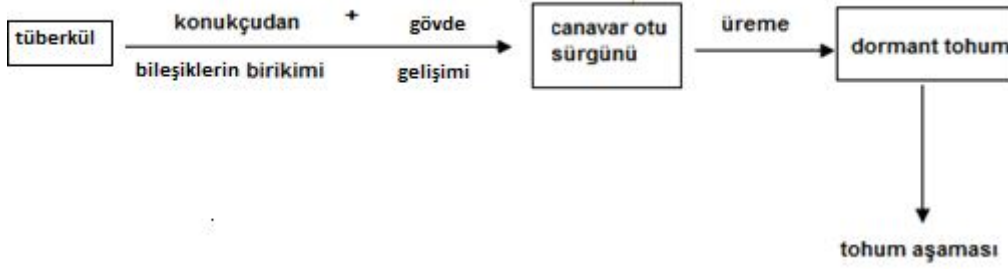 tüberkül
konukçudan + gövde
bileşiklerin birikimi gelişimi
canavar otu
sürgünü
üreme
dormant tohum
tohum aşaması